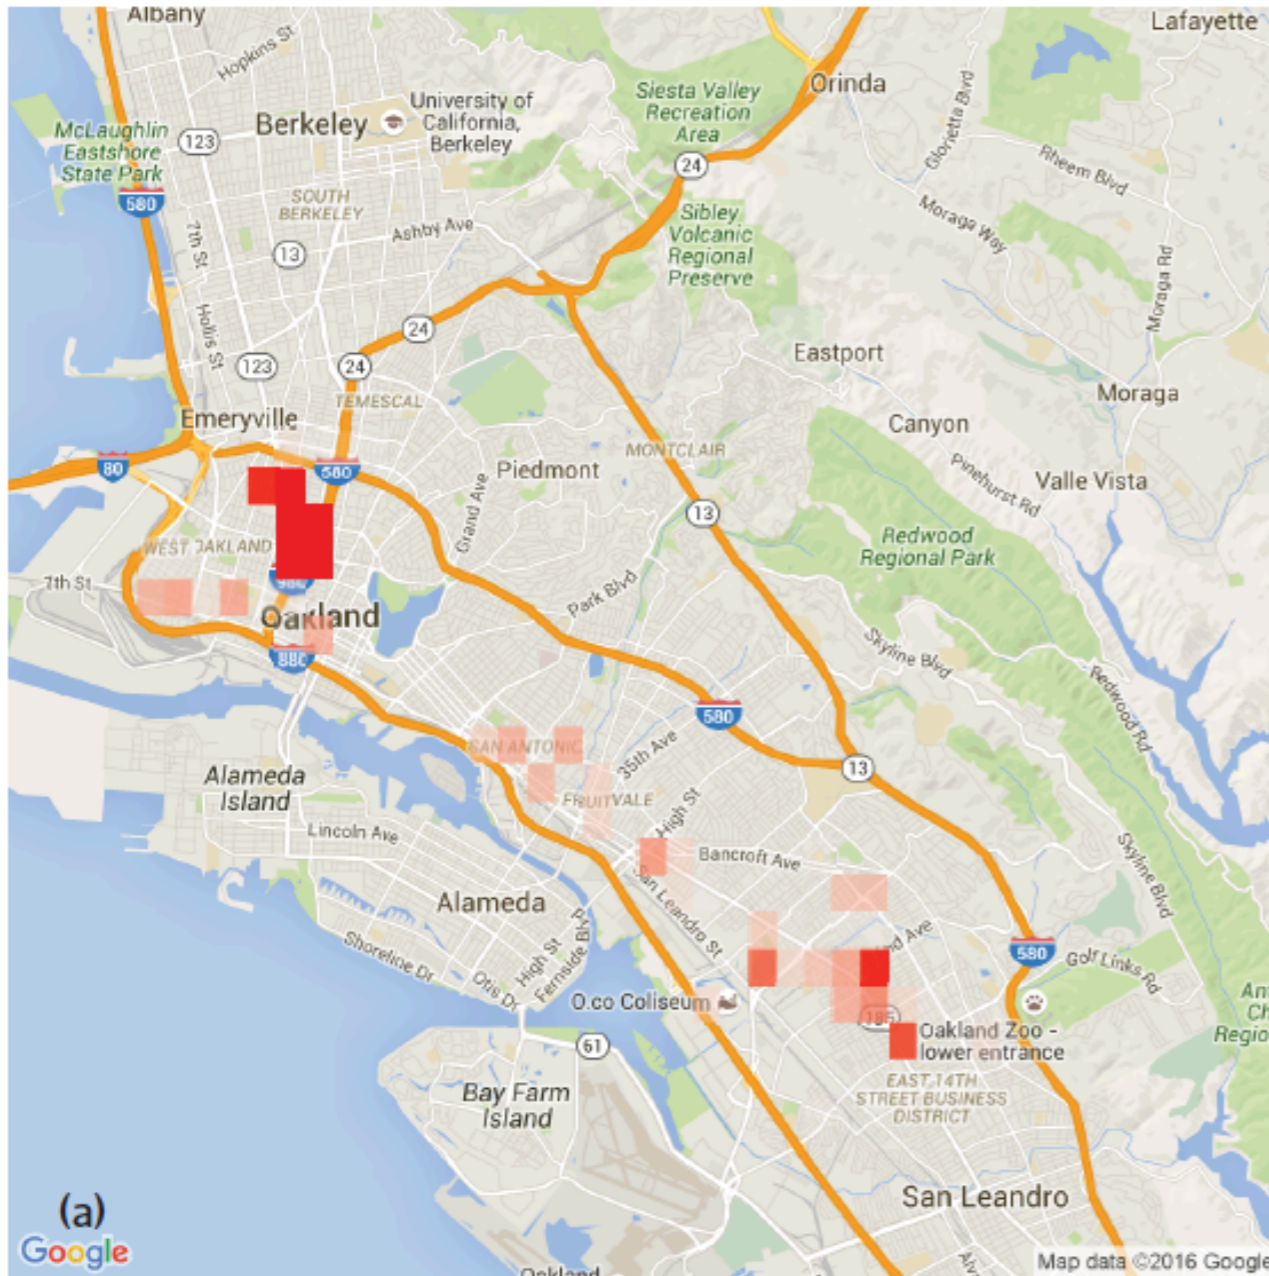 Albany
Lafayette
Hopkins St
Orinda
University of
California,
Berkeley
Berkeley
Siesta Valley
Recreation
Area
McLaughlin
Eastshore
State Park
123
Glorietta Blvd
Rheem Blvd
24
580
SOUTH
BERKELEY
Ashby Ave
Sibley
Volcanic
Regional
Preserve
Moraga Way
7th St
13
Moraga Rd
Hollis St
24
123
24
Eastport
TEMESCAL
Moraga
Emeryville
Canyon
MONTCLAIR
80
580
Piedmont
Pinehurst Rd
Valle Vista
Grand Ave
13
Redwood
Regional Park
WEST OAKLAND
7th St
980
Park Blvd
Oakland
Skyline Blvd
880
Redwood Rd
580
SAN ANTONIO
35th Ave
13
Alameda
Island
FRUITVALE
High St
Lincoln Ave
Bancroft Ave
Skyline Blvd
San Leandro St
Alameda
Shoreline Dr
High St
Fernside Blvd
Otis Dr
580
Golf Links Rd
O.co Coliseum
185
Oakland Zoo -
lower entrance
61
EAST 14TH
STREET BUSINESS
DISTRICT
Bay Farm
Island
San Leandro
(a)
Google
Map data ©2016 Google
Oakland